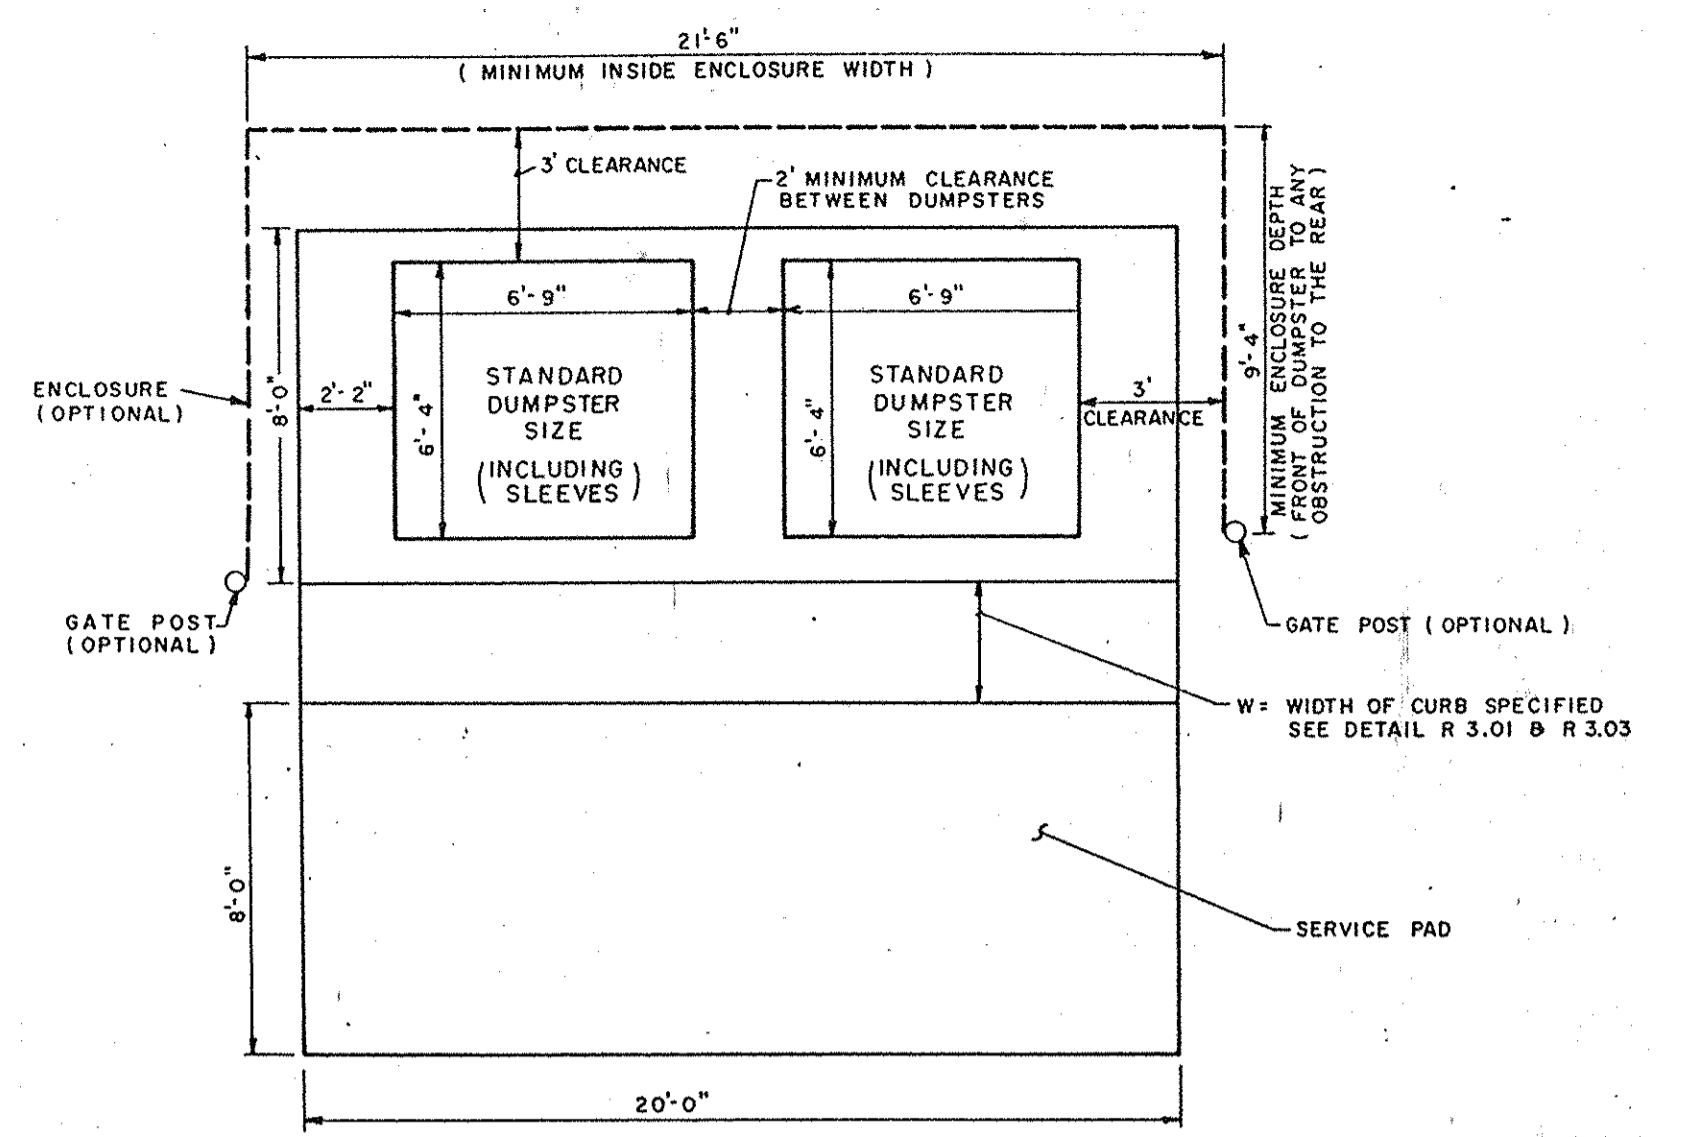 21'-6"
( MINIMUM INSIDE ENCLOSURE WIDTH )
3' CLEARANCE
2' MINIMUM CLEARANCE
BETWEEN DUMPSTERS
6'-9"
6'-9"
ENCLOSURE
(OPTIONAL)
8'-0"
2'-2"
6'-4"
STANDARD
DUMPSTER
SIZE
(INCLUDING
SLEEVES)
6'-4"
STANDARD
DUMPSTER
SIZE
(INCLUDING
SLEEVES)
3'
CLEARANCE
9'-4"
MINIMUM ENCLOSURE DEPTH
(FRONT OF DUMPSTER TO ANY
OBSTRUCTION TO THE REAR)
GATE POST
(OPTIONAL)
GATE POST (OPTIONAL)
W= WIDTH OF CURB SPECIFIED
SEE DETAIL R 3.01 & R 3.03
8'-0"
SERVICE PAD
20'-0"